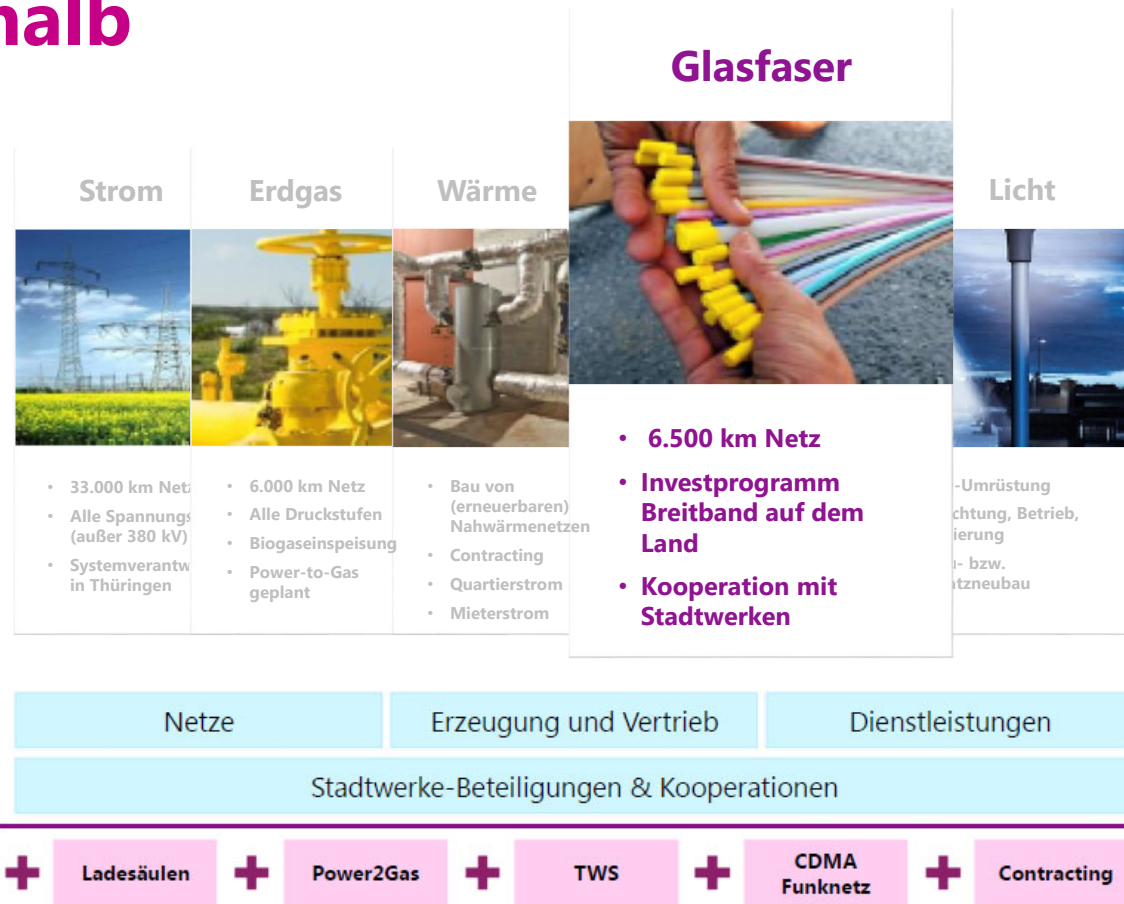 halb
Strom
33.000 km Netz
Alle Spannungs
(außer 380 kV)
Systemverantw
in Thüringen
Erdgas
6.000 km Netz
Alle Druckstufen
Biogaseinspeisung
Power-to-Gas
geplant
Wärme
Bau von
(erneuerbaren)
Nahwärmenetzen
Contracting
Quartierstrom
Mieterstrom
Glasfaser
6.500 km Netz
Investprogramm
Breitband auf dem
Land
Kooperation mit
Stadtwerken
Licht
-Umrüstung
chtung, Betrieb,
ierung
- bzw.
tzneubau
Netze
Erzeugung und Vertrieb
Dienstleistungen
Stadtwerke-Beteiligungen & Kooperationen
+ Ladesäulen + Power2Gas + TWS + CDMA
Funknetz + Contracting